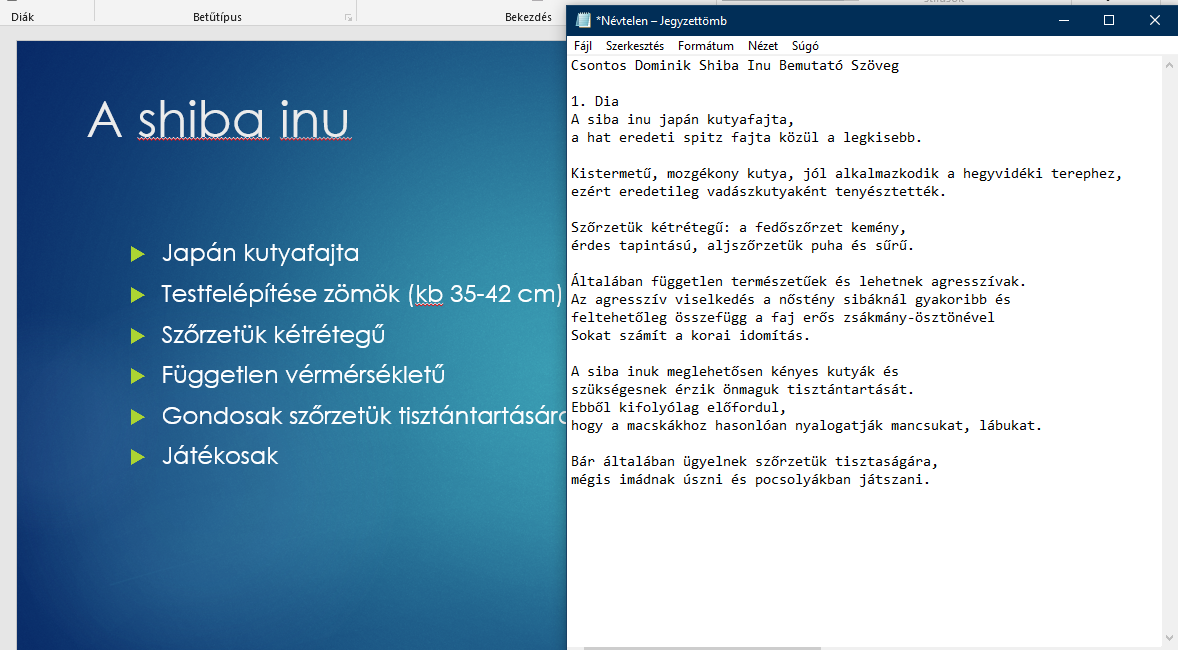 Diák
Betűtípus
Bekezdés
A shiba inu
Japán kutyafajta
Testfelépítése zömök (kb 35-42 cm)
Szőrzetük kétrétegű
Független vérmérsékletű
Gondosak szőrzetük
Játékosak
*Névtelen – Jegyzettömb
Fájl Szerkesztés Formátum Nézet Súgó
Csontos Dominik Shiba Inu Bemutató Szöveg
1. Dia
A siba inu japán kutyafajta,
a hat eredeti spitz fajta közül a legkisebb.
Kistermetű, mozgékony kutya, jól alkalmazkodik a hegyvidéki terephez,
ezért eredetileg vadászkutyaként tenyésztették.
Szőrzetük kétrétegű: a fedőszőrzet kemény,
érdes tapintású, aljszőrzetük puha és sűrű.
Általában független természetűek és lehetnek agresszívak.
Az agresszív viselkedés a nőstény sibáknál gyakoribb és
feltehetőleg összefügg a faj erős zsákmány-ösztönével
Sokat számít a korai idomítás.
A siba inuk meglehetősen kényes kutyák és
szükségesnek érzik önmaguk tisztántartását.
Ebből kifolyólag előfordul,
hogy a macskákhoz hasonlóan nyalogatják mancsukat, lábukat.
Bár általában ügyelnek szőrzetük tisztaságára,
mégis imádnak úszni és pocsolyákban játszani.